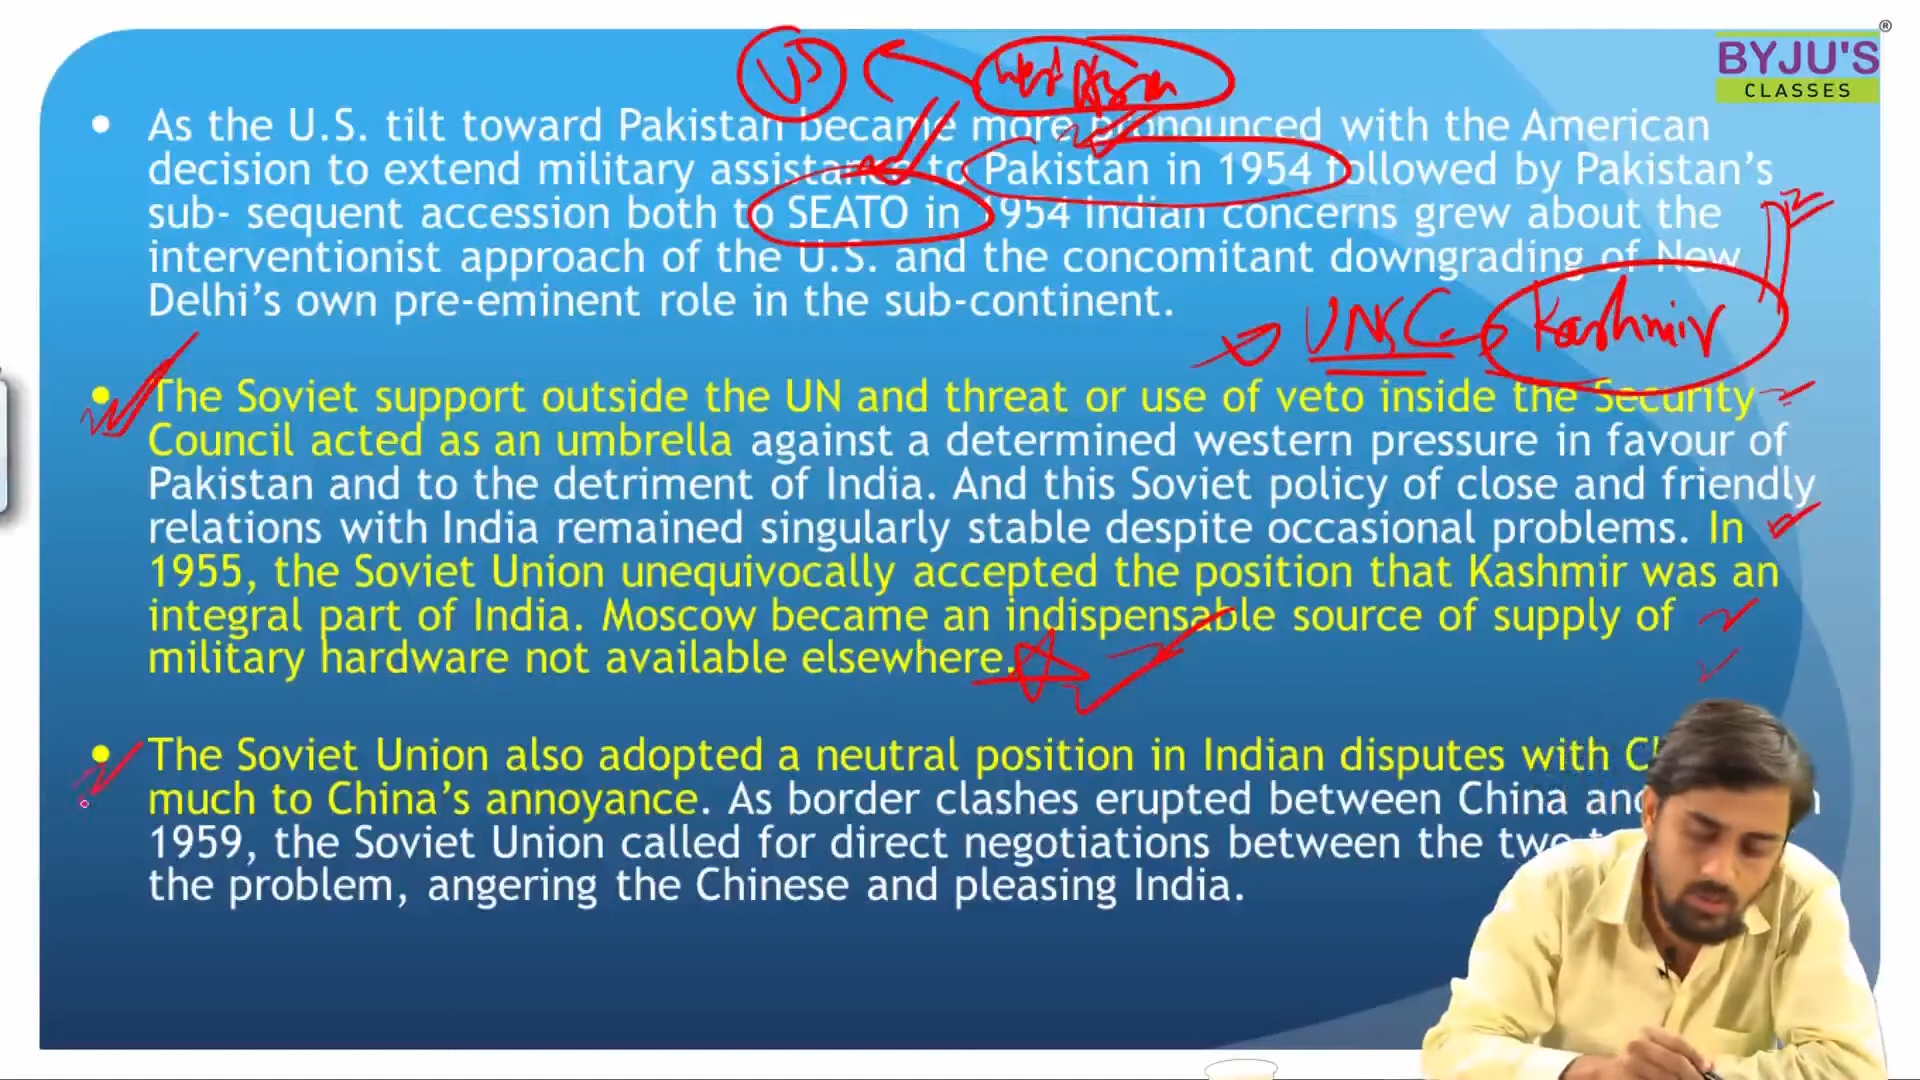 US West Asia
BYJU'S ®
CLASSES
• As the U.S. tilt toward Pakistan became more pronounced with the American
decision to extend military assistance to Pakistan in 1954 followed by Pakistan's
sub- sequent accession both to SEATO in 1954 Indian concerns grew about the
interventionist approach of the U.S. and the concomitant downgrading of New
Delhi's own pre-eminent role in the sub-continent.
UNSC Kashmir
• The Soviet support outside the UN and threat or use of veto inside the Security
Council acted as an umbrella against a determined western pressure in favour of
Pakistan and to the detriment of India. And this Soviet policy of close and friendly
relations with India remained singularly stable despite occasional problems. In
1955, the Soviet Union unequivocally accepted the position that Kashmir was an
integral part of India. Moscow became an indispensable source of supply of
military hardware not available elsewhere.
• The Soviet Union also adopted a neutral position in Indian disputes with
much to China's annoyance. As border clashes erupted between China
1959, the Soviet Union called for direct negotiations between the two
the problem, angering the Chinese and pleasing India.